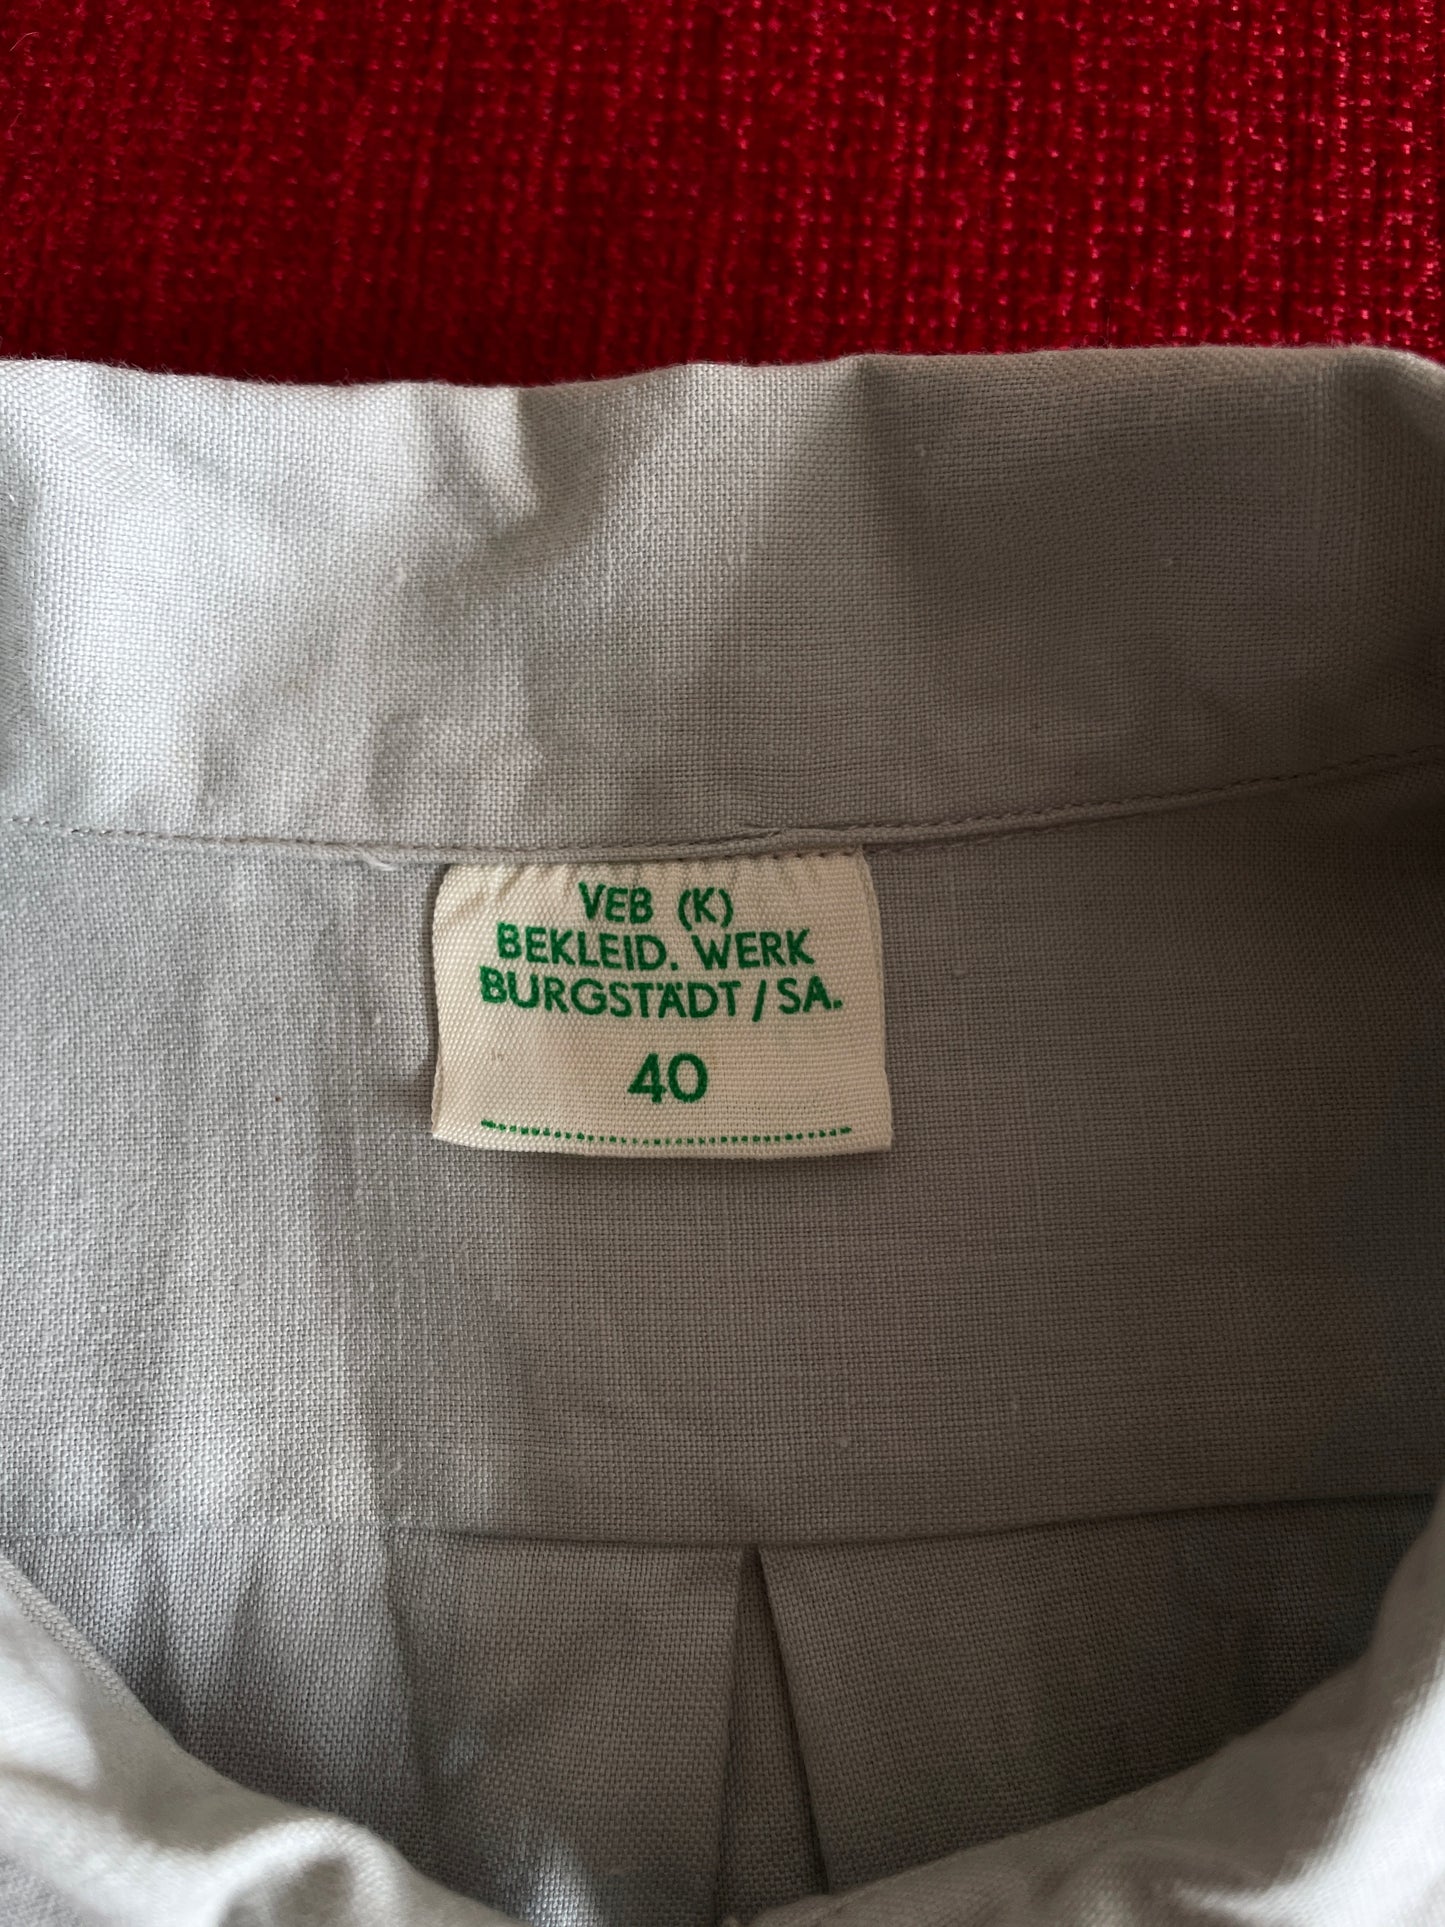 VEB (K)
BEKLEID. WERK
BURGSTÄDT / SA.
40